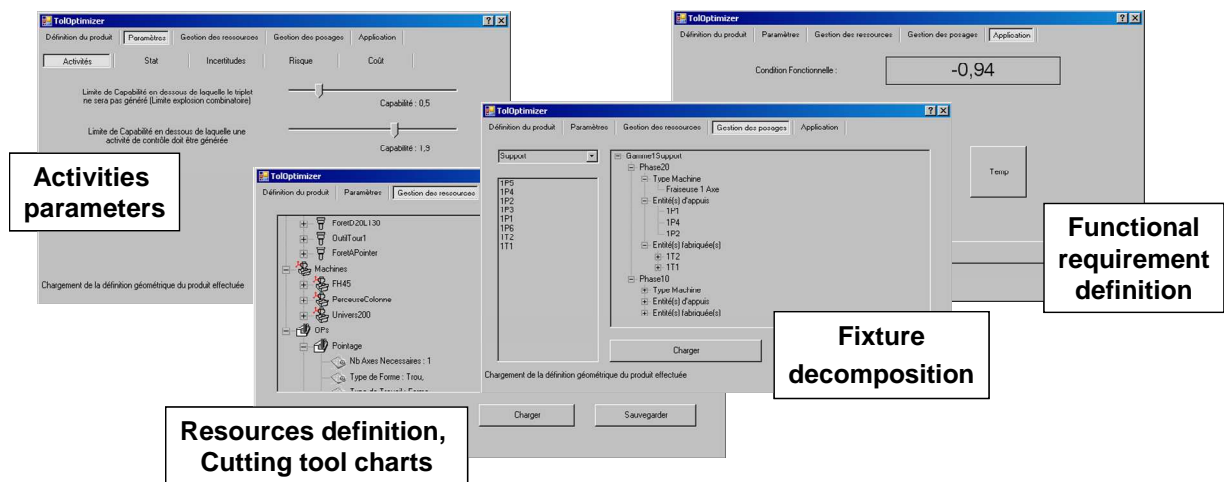 TolOptimizer
Définition du produit Paramètres Gestion des ressources Gestion des posages Application
Activités Stat Incertitudes Risque Coût
Limite de Capabilité en dessous de laquelle le triplet
ne sera pas généré (Limite explosion combinatoire)
Capabilité : 0,5
Limite de Capabilité en dessous de laquelle une
activité de contrôle doit être générée
Capabilité : 1,9
Chargement de la définition géométrique du produit effectuée
Activities
parameters
TolOptimizer
Définition du produit Paramètres Gestion des ressources
ForetD20L130
OutilTour1
ForetAPointer
Machines
FH45
PerceuseColonne
Univers200
OPs
Pointage
Nb Axes Necessaires : 1
Type de Forme : Trou,
Charger Sauvegarder
Resources definition,
Cutting tool charts
TolOptimizer
Définition du produit Paramètres Gestion des ressources Gestion des posages Application
Support
1P5
1P4
1P2
1P3
1P1
1P6
1T2
1T1
Gamme1Support
Phase20
Type Machine
Fraiseuse 1 Axe
Entité(s) d'appuis
1P1
1P4
1P2
Entité(s) fabriquée(s)
1T2
1T1
Phase10
Type Machine
Entité(s) d'appuis
Entité(s) fabriquée(s)
Charger
Chargement de la définition géométrique du produit effectuée
Fixture
decomposition
TolOptimizer
Définition du produit Paramètres Gestion des ressources Gestion des posages Application
Condition Fonctionnelle : -0,94
Temp
Functional
requirement
definition